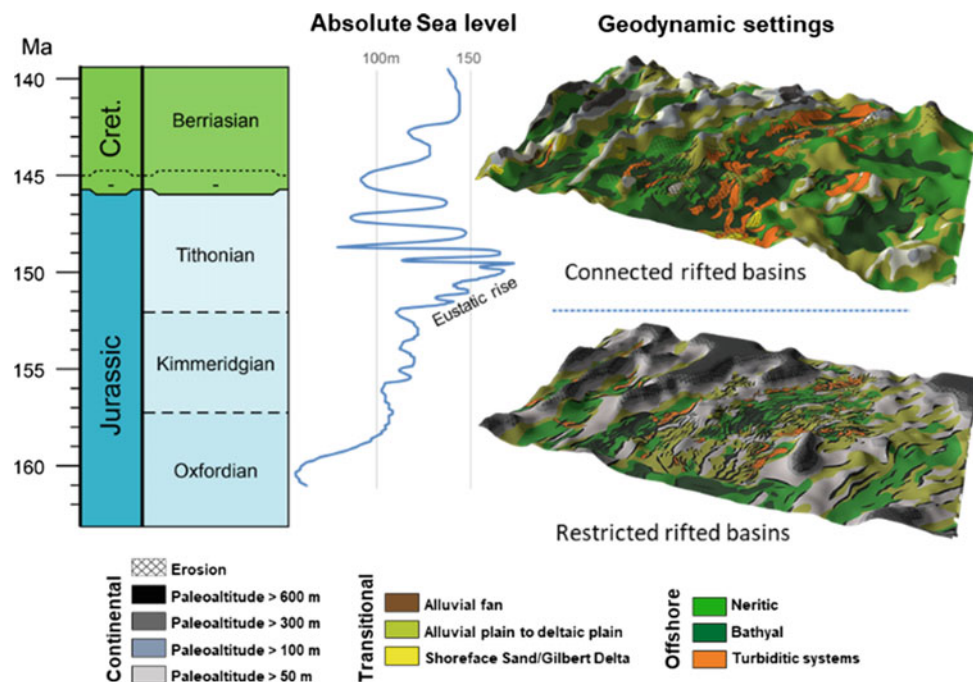 Absolute Sea level
Geodynamic settings
Ma
100m
150
140
145
150
155
160
Cret.
Jurassic
Berriasian
-
-
Tithonian
Kimmeridgian
Oxfordian
Eustatic rise
Connected rifted basins
Restricted rifted basins
Continental
Erosion
Paleoaltitude > 600 m
Paleoaltitude > 300 m
Paleoaltitude > 100 m
Paleoaltitude > 50 m
Transitional
Alluvial fan
Alluvial plain to deltaic plain
Shoreface Sand/Gilbert Delta
Offshore
Neritic
Bathyal
Turbiditic systems